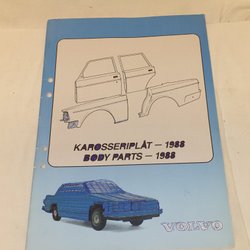 KAROSSERIPLÅT – 1988
BODY PARTS – 1988
VOLVO